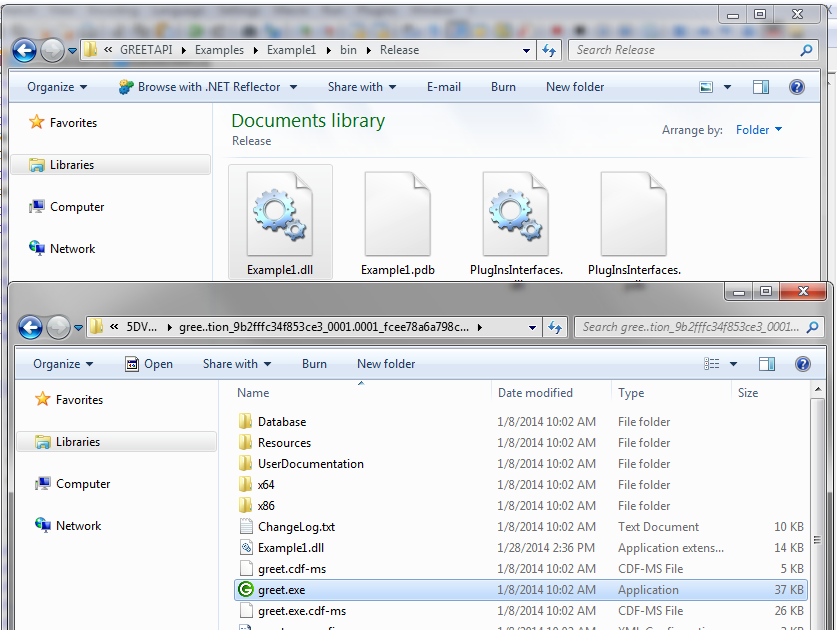 « GREETAPI Examples Example1 bin Release Search Release
Organize Browse with .NET Reflector Share with E-mail Burn New folder
Favorites
Libraries
Computer
Network
Documents library
Release
Arrange by: Folder
Example1.dll Example1.pdb PlugInsInterfaces. PlugInsInterfaces.
« 5DV... gree..tion_9b2fffc34f853ce3_0001.0001_fcee78a6a798c... Search gree..tion_9b2fffc34f853ce3_0001...
Organize Open Share with Burn New folder
Favorites
Libraries
Computer
Network
Name Date modified Type Size
Database 1/8/2014 10:02 AM File folder
Resources 1/8/2014 10:02 AM File folder
UserDocumentation 1/8/2014 10:02 AM File folder
x64 1/8/2014 10:02 AM File folder
x86 1/8/2014 10:02 AM File folder
ChangeLog.txt 1/8/2014 10:02 AM Text Document 10 KB
Example1.dll 1/28/2014 2:36 PM Application extens... 14 KB
greet.cdf-ms 1/8/2014 10:02 AM CDF-MS File 5 KB
greet.exe 1/8/2014 10:02 AM Application 37 KB
greet.exe.cdf-ms 1/8/2014 10:02 AM CDF-MS File 26 KB